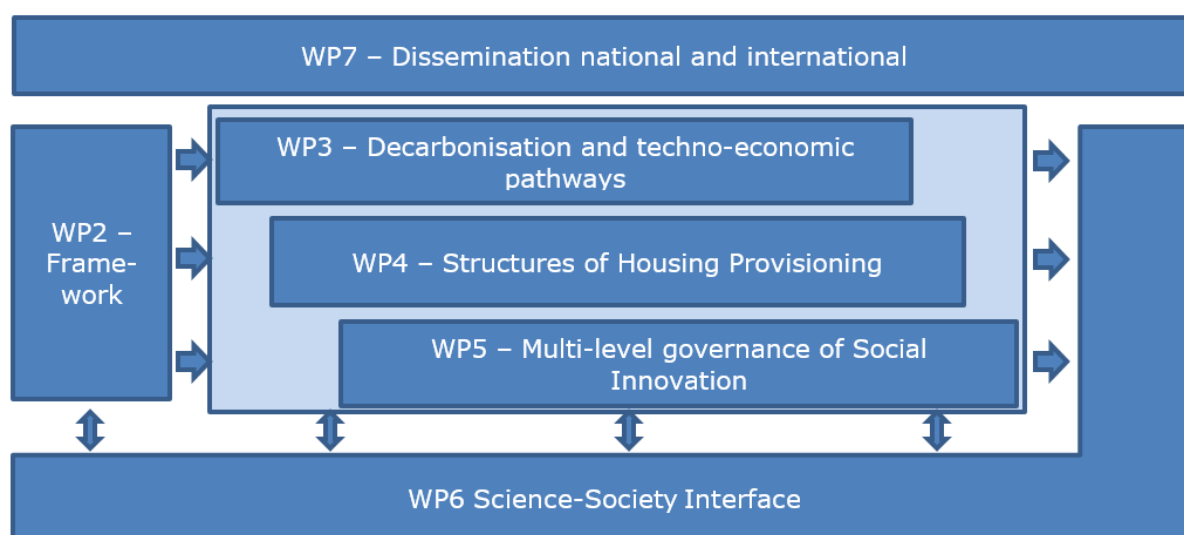 WP7 – Dissemination national and international
WP3 – Decarbonisation and techno-economic
pathways
WP2 –
Frame-
work
WP4 – Structures of Housing Provisioning
WP5 – Multi-level governance of Social
Innovation
WP6 Science-Society Interface